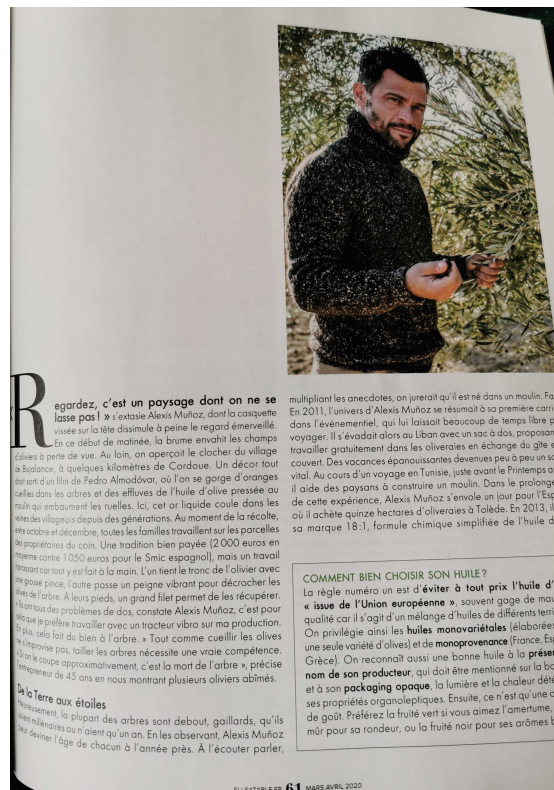 Regardez, c'est un paysage dont on ne se
lasse pas ! » s'extasie Alexis Muñoz, dont la casquette
vissée sur la tête dissimule à peine le regard émerveillé.
En ce début de matinée, la brume envahit les champs
d'oliviers à perte de vue. Au loin, on aperçoit le clocher du village
de Bujalance, à quelques kilomètres de Cordoue. Un décor tout
droit sorti d'un film de Pedro Almodóvar, où l'on se gorge d'oranges
cueillies dans les arbres et des effluves de l'huile d'olive pressée au
moulin qui embaument les ruelles. Ici, cet or liquide coule dans les
veines des villageois depuis des générations. Au moment de la récolte,
entre octobre et décembre, toutes les familles travaillent sur les parcelles
des propriétaires du coin. Une tradition bien payée (2 000 euros en
moyenne contre 1050 euros pour le Smic espagnol), mais un travail
harassant car tout y est fait à la main. L'un tient le tronc de l'olivier avec
une grosse pince, l'autre passe un peigne vibrant pour décrocher les
olives de l'arbre. À leurs pieds, un grand filet permet de les récupérer.
« Ils ont tous des problèmes de dos, constate Alexis Muñoz, c'est pour
cela que je préfère travailler avec un tracteur vibro sur ma production.
En plus, cela fait du bien à l'arbre. » Tout comme cueillir les olives
ne s'improvise pas, tailler les arbres nécessite une vraie compétence.
« Si on le coupe approximativement, c'est la mort de l'arbre », précise
l'entrepreneur de 45 ans en nous montrant plusieurs oliviers abîmés.
De la Terre aux étoiles
Heureusement, la plupart des arbres sont debout, gaillards, qu'ils
soient millénaires ou n'aient qu'un an. En les observant, Alexis Muñoz
peut deviner l'âge de chacun à l'année près. À l'écouter parler,
multipliant les anecdotes, on jurerait qu'il est né dans un moulin.
En 2011, l'univers d'Alexis Muñoz se résumait à sa première
dans l'événementiel, qui lui laissait beaucoup de temps libre
voyager. Il s'évadait alors au Liban avec un sac à dos,
travailler gratuitement dans les oliveraies en échange du gîte
couvert. Des vacances épanouissantes devenues peu à peu un
vital. Au cours d'un voyage en Tunisie, juste avant le Printemps
il aide des paysans à construire un moulin. Dans le
de cette expérience, Alexis Muñoz s'envole un jour pour
où il achète quinze hectares d'oliveraies à Tolède. En 2013, il
sa marque 18:1, formule chimique simplifiée de l'huile
COMMENT BIEN CHOISIR SON HUILE ?
La règle numéro un est d'éviter à tout prix l'huile
« issue de l'Union européenne », souvent gage de
qualité car il s'agit d'un mélange d'huiles de différents
On privilégie ainsi les huiles monovariétales (élaborées
une seule variété d'olives) et de monoprovenance (France,
Grèce). On reconnaît aussi une bonne huile à la
nom de son producteur, qui doit être mentionné sur la
et à son packaging opaque, la lumière et la chaleur
ses propriétés organoleptiques. Ensuite, ce n'est qu'une
de goût. Préférez la fruité vert si vous aimez l'amertume,
mûr pour sa rondeur, ou la fruité noir pour ses arômes
ELLEATABLE.FR 61 MARS AVRIL 2020